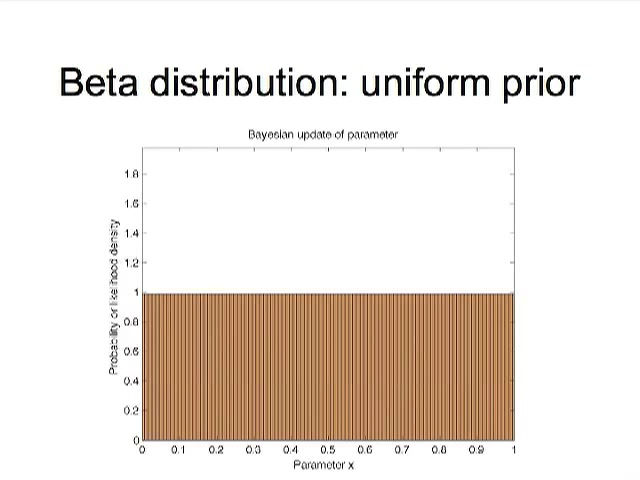 Beta distribution: uniform prior
Bayesian update of parameter
Probability or likelihood density
1.8
1.6
1.4
1.2
1
0.8
0.6
0.4
0.2
0
0 0.1 0.2 0.3 0.4 0.5 0.6 0.7 0.8 0.9 1
Parameter x